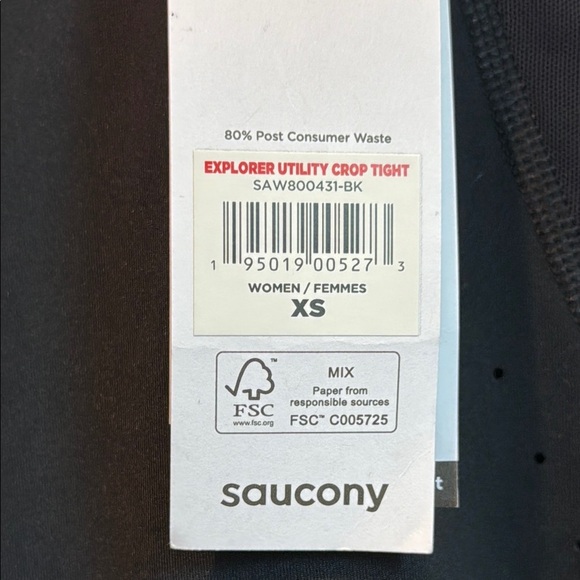 80% Post Consumer Waste
EXPLORER UTILITY CROP TIGHT
SAW800431-BK
1 95019 00527 3
WOMEN / FEMMES
XS
FSC
www.fsc.org
MIX
Paper from
responsible sources
FSC™ C005725
saucony
t